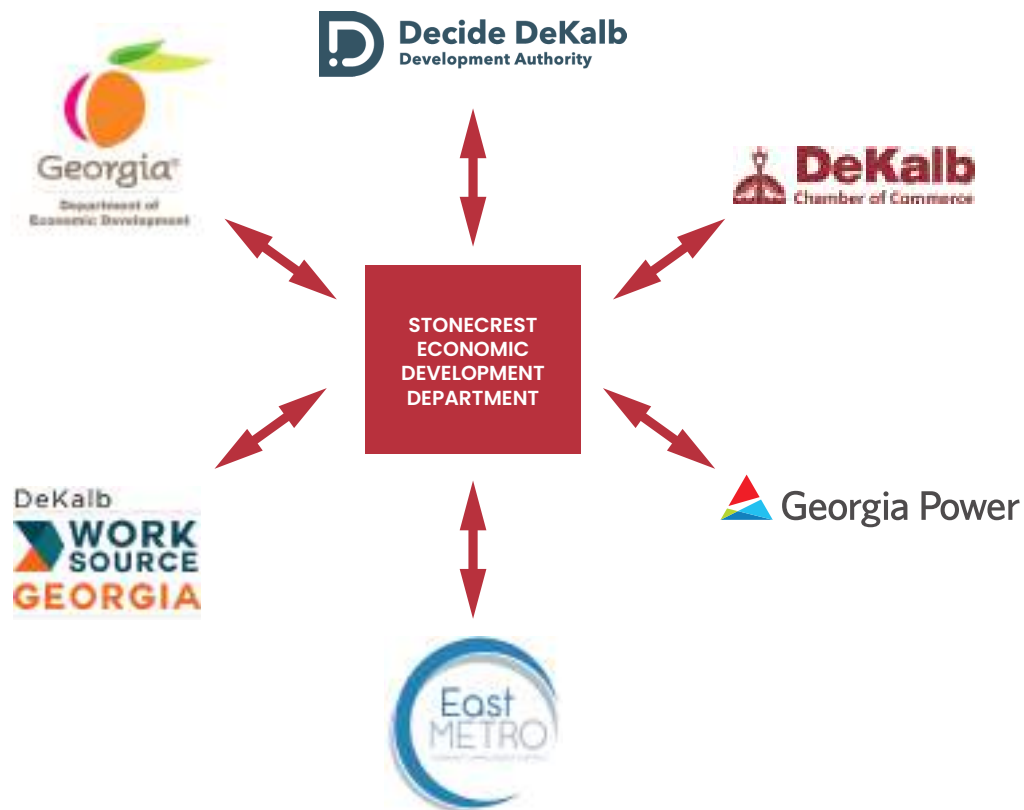 Decide DeKalb
Development Authority
Georgia®
Department of
Economic Development
DeKalb
Chamber of Commerce
STONECREST
ECONOMIC
DEVELOPMENT
DEPARTMENT
DeKalb
WORK
SOURCE
GEORGIA
Georgia Power
East
METRO